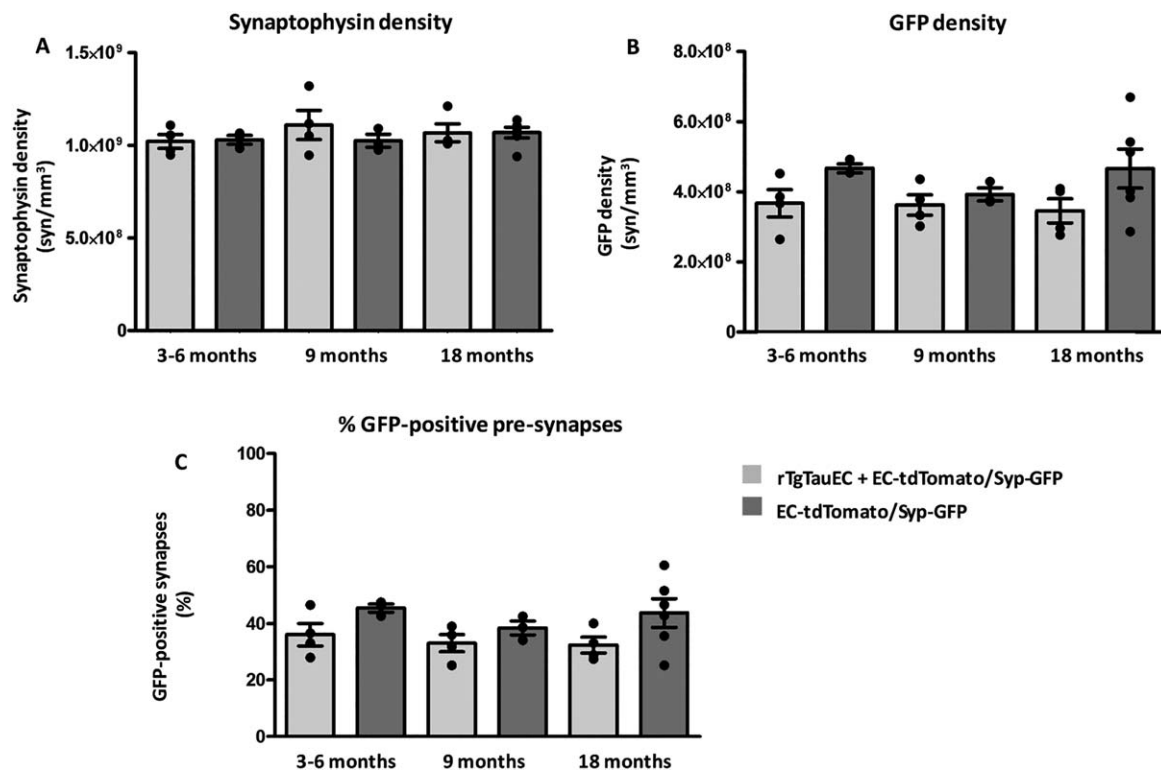 Synaptophysin density
A
Synaptophysin density
(syn/mm³)
1.5×10⁹
1.0×10⁹
5.0×10⁸
0
3-6 months
9 months
18 months
GFP density
B
GFP density
(syn/mm³)
8.0×10⁸
6.0×10⁸
4.0×10⁸
2.0×10⁸
0
3-6 months
9 months
18 months
% GFP-positive pre-synapses
C
GFP-positive synapses
(%)
100
80
60
40
20
0
3-6 months
9 months
18 months
rTgTauEC + EC-tdTomato/Syp-GFP
EC-tdTomato/Syp-GFP